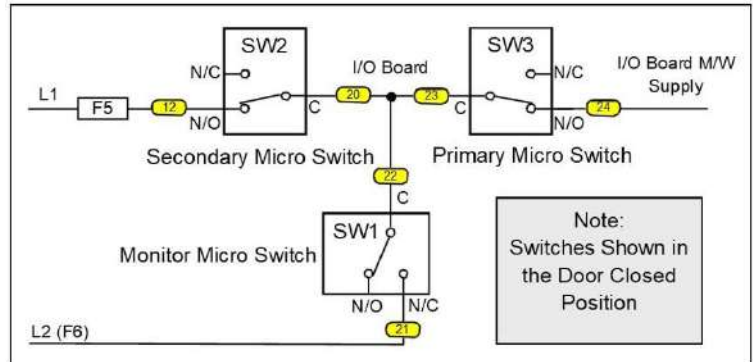 SW2
N/C
L1
F5
12
N/O
C
20
I/O Board
23
SW3
N/C
C
N/O
24
I/O Board M/W
Supply
Secondary Micro Switch
Primary Micro Switch
22
C
SW1
Monitor Micro Switch
N/O
N/C
21
L2 (F6)
Note:
Switches Shown in
the Door Closed
Position